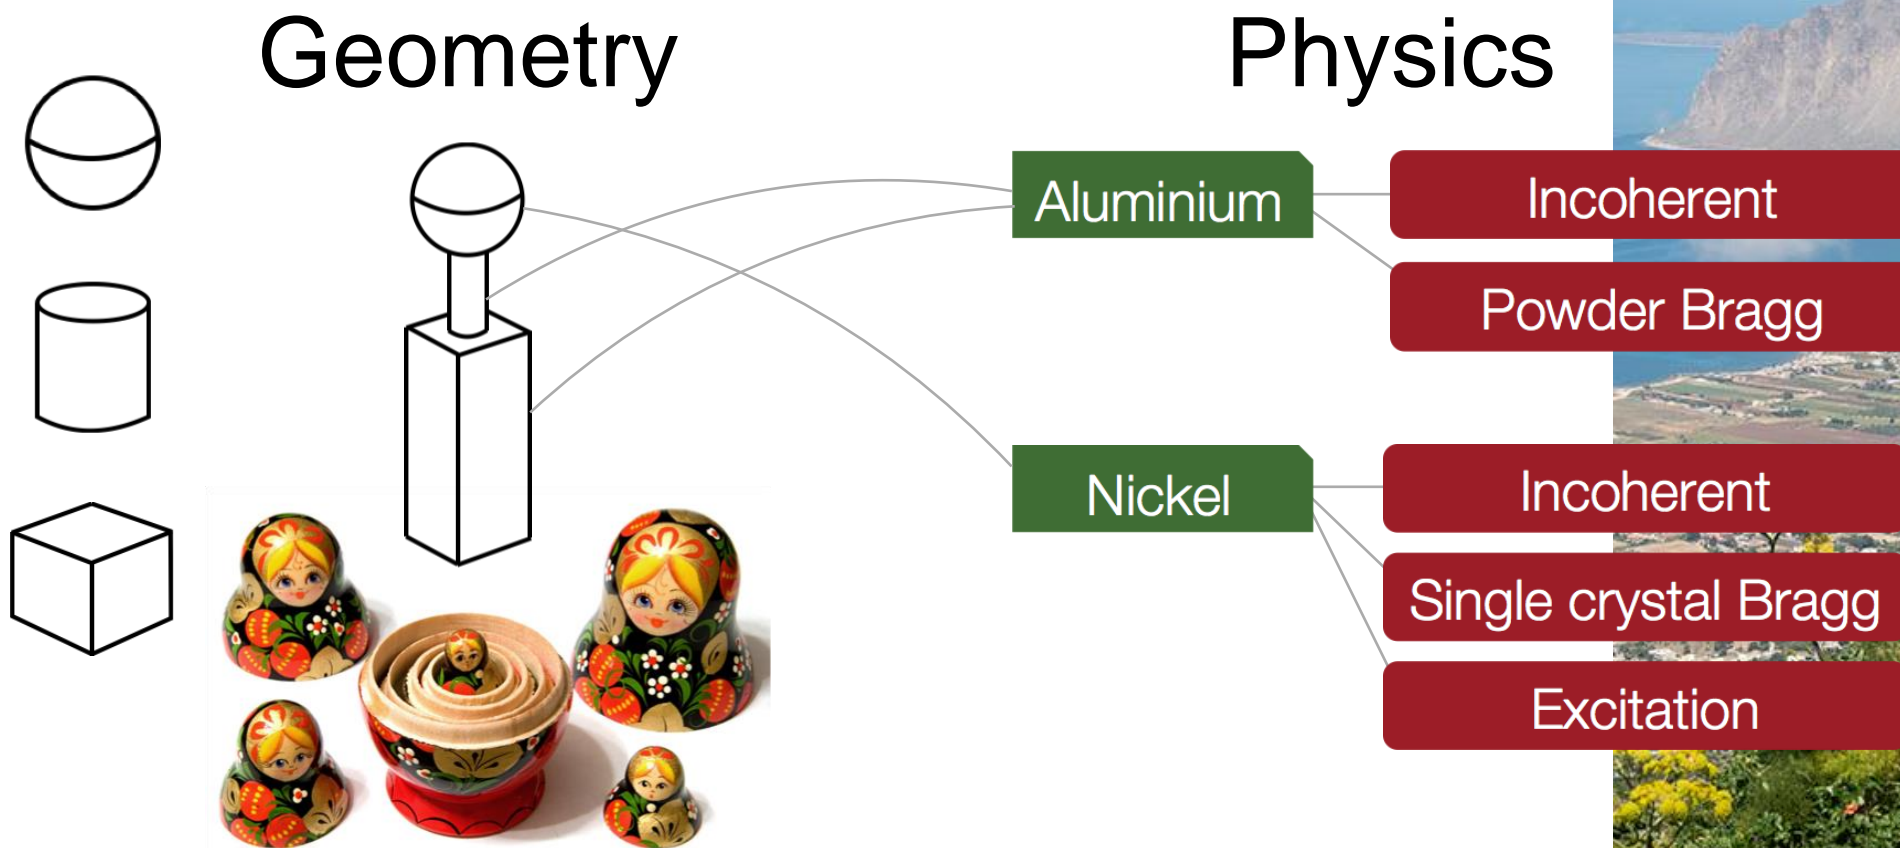 Geometry
Physics
Aluminium
Incoherent
Powder Bragg
Nickel
Incoherent
Single crystal Bragg
Excitation